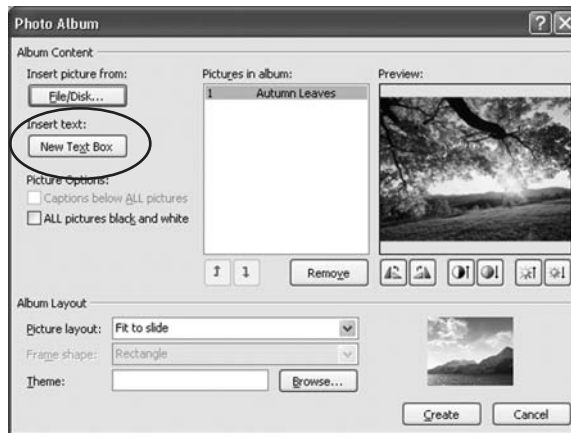 Photo Album
Album Content
Insert picture from:
File/Disk...
Insert text:
New Text Box
Picture Options:
Captions below ALL pictures
ALL pictures black and white
Pictures in album:
1 Autumn Leaves
Remove
Preview:
Album Layout
Picture layout: Fit to slide
Frame shape: Rectangle
Theme:
Browse...
Create
Cancel